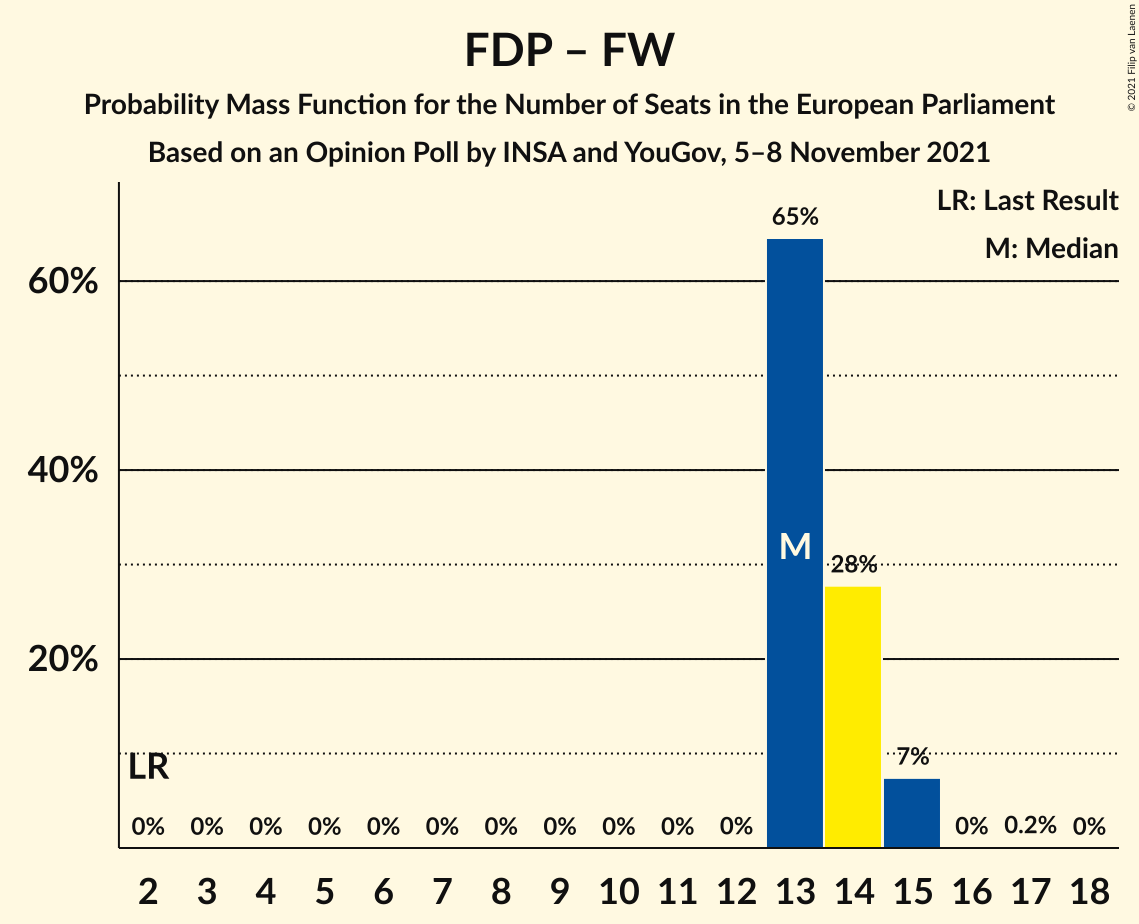 FDP – FW
Probability Mass Function for the Number of Seats in the European Parliament
Based on an Opinion Poll by INSA and YouGov, 5–8 November 2021
© 2021 Filip van Laenen
LR: Last Result
M: Median
65%
60%
40%
M
28%
20%
7%
LR
0% 0% 0% 0% 0% 0% 0% 0% 0% 0% 0% 0% 0.2% 0%
2 3 4 5 6 7 8 9 10 11 12 13 14 15 16 17 18